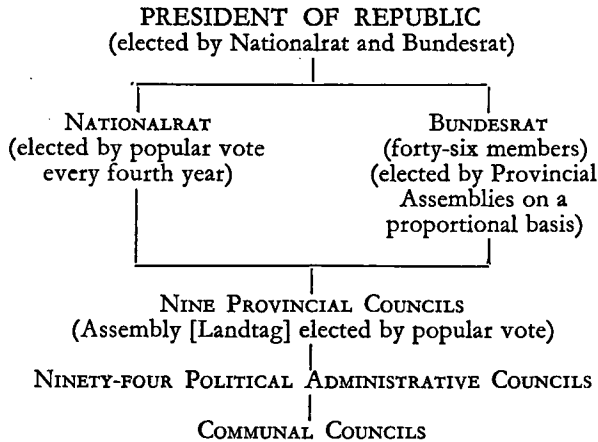 PRESIDENT OF REPUBLIC
(elected by Nationalrat and Bundesrat)
NATIONALRAT
(elected by popular vote
every fourth year)
BUNDESRAT
(forty-six members)
(elected by Provincial
Assemblies on a
proportional basis)
NINE PROVINCIAL COUNCILS
(Assembly [Landtag] elected by popular vote)
NINETY-FOUR POLITICAL ADMINISTRATIVE COUNCILS
COMMUNAL COUNCILS